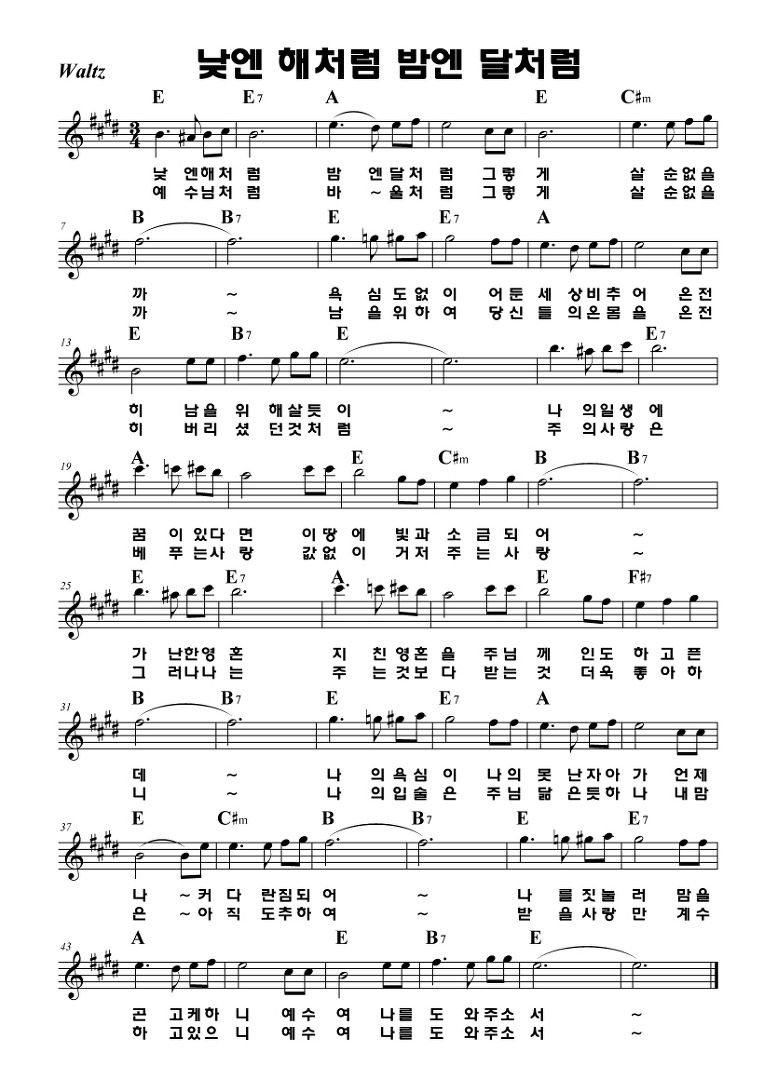 낮엔 해처럼 밤엔 달처럼
Waltz
E E7 A E C#m
3 4
낮 엔해처 럼 밤 엔달처 럼 그렇 게 살 순없을
예 수님처 럼 바 ~울처 럼 그렇 게 살 순없을
7
B B7 E E7 A
까 ~ 욕 심도없 이 어둔 세 상비추 어 온전
까 ~ 남 을위하 여 당신 들 의온몸 을 온전
13
E B7 E E7
히 남을 위 해살듯 이 ~ 나 의일생 에
히 버리 셨 던것처 럼 ~ 주 의사랑 은
19
A E C#m B B7
꿈 이있다 면 이땅 에 빛과 소 금되 어 ~
베 푸는사 랑 값없 이 거저 주 는사 랑 ~
25
E E7 A E F#7
가 난한영 혼 지 친영혼 을 주님 께 인도 하고픈
그 러나나 는 주 는것보 다 받는 것 더욱 좋아하
31
B B7 E E7 A
데 ~ 나 의욕심 이 나의 못 난자아 가 언제
니 ~ 나 의입술 은 주님 닮 은듯하 나 내맘
37
E C#m B B7 E E7
나 ~커 다 란짐되 어 ~ 나 를짓눌 러 맘을
은 ~아 직 도추하 여 ~ 받 을사랑 만 계수
43
A E B7 E
곤 고케하 니 예수 여 나를 도 와주소 서 ~
하 고있으 니 예수 여 나를 도 와주소 서 ~